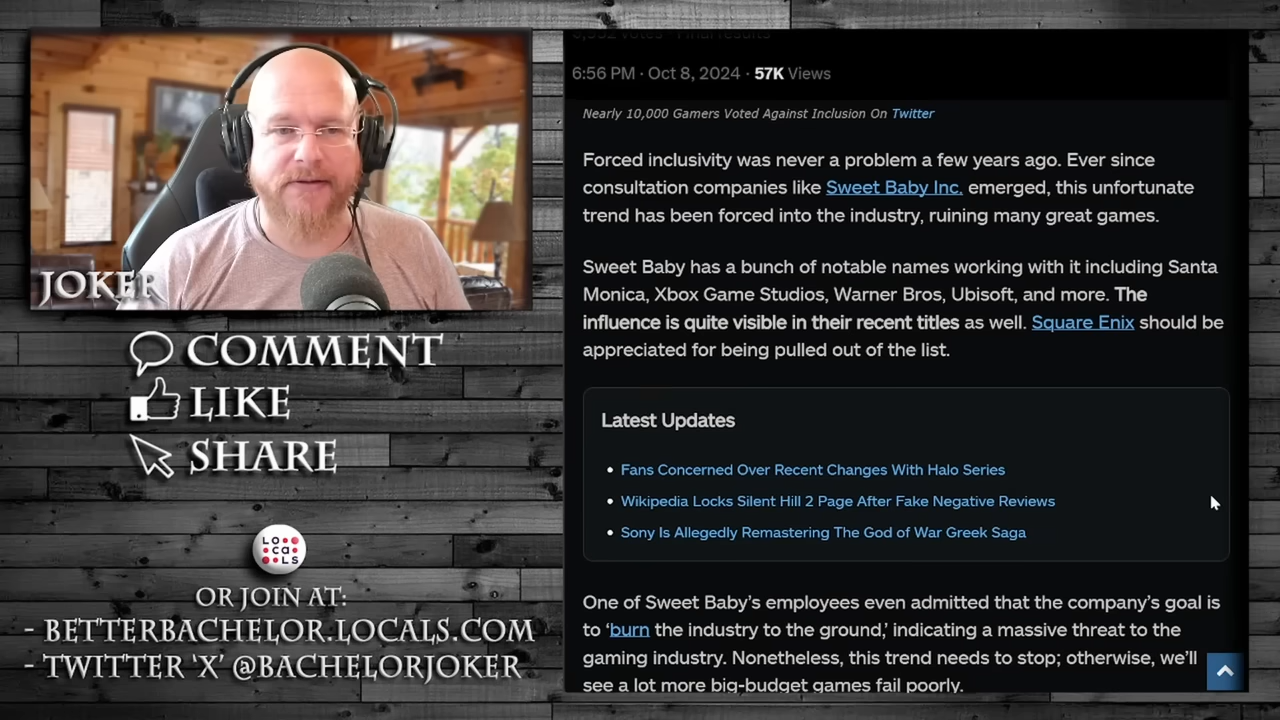 6:56 PM · Oct 8, 2024 · 57K Views
Nearly 10,000 Gamers Voted Against Inclusion On Twitter
Forced inclusivity was never a problem a few years ago. Ever since
consultation companies like Sweet Baby Inc. emerged, this unfortunate
trend has been forced into the industry, ruining many great games.
Sweet Baby has a bunch of notable names working with it including Santa
Monica, Xbox Game Studios, Warner Bros, Ubisoft, and more. The
influence is quite visible in their recent titles as well. Square Enix should be
appreciated for being pulled out of the list.
Latest Updates
• Fans Concerned Over Recent Changes With Halo Series
• Wikipedia Locks Silent Hill 2 Page After Fake Negative Reviews
• Sony Is Allegedly Remastering The God of War Greek Saga
One of Sweet Baby's employees even admitted that the company's goal is
to ‘burn the industry to the ground,’ indicating a massive threat to the
gaming industry. Nonetheless, this trend needs to stop; otherwise, we'll
see a lot more big-budget games fail poorly.
JOKER
COMMENT
LIKE
SHARE
LO
ca
LS
OR JOIN AT:
- BETTERBACHELOR.LOCALS.COM
- TWITTER 'X' @BACHELORJOKER